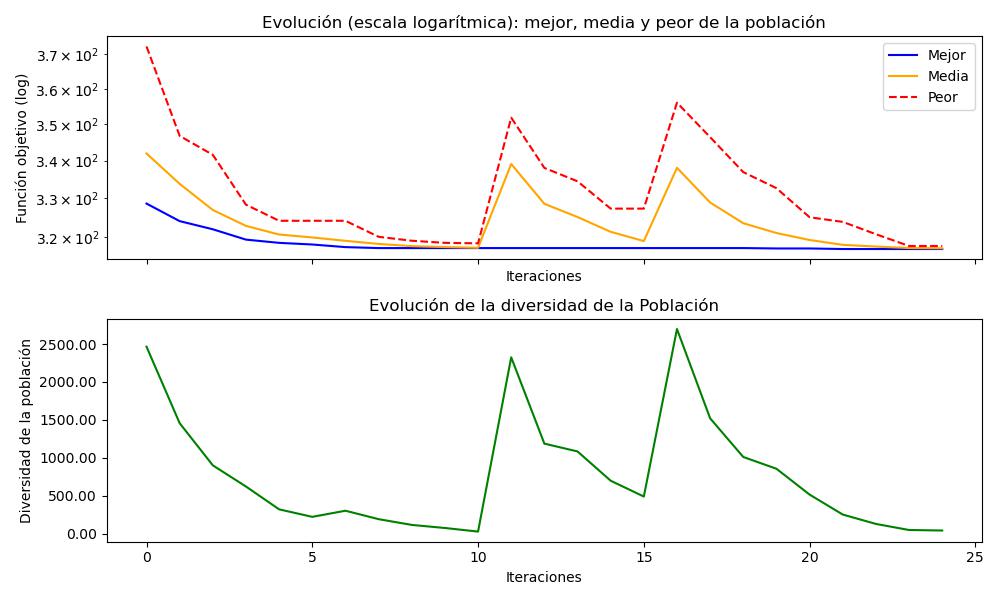 Evolución (escala logarítmica): mejor, media y peor de la población
Función objetivo (log)
3.7 × 10²
3.6 × 10²
3.5 × 10²
3.4 × 10²
3.3 × 10²
3.2 × 10²
Mejor
Media
Peor
Iteraciones
Evolución de la diversidad de la Población
Diversidad de la población
2500.00
2000.00
1500.00
1000.00
500.00
0.00
0 5 10 15 20 25
Iteraciones